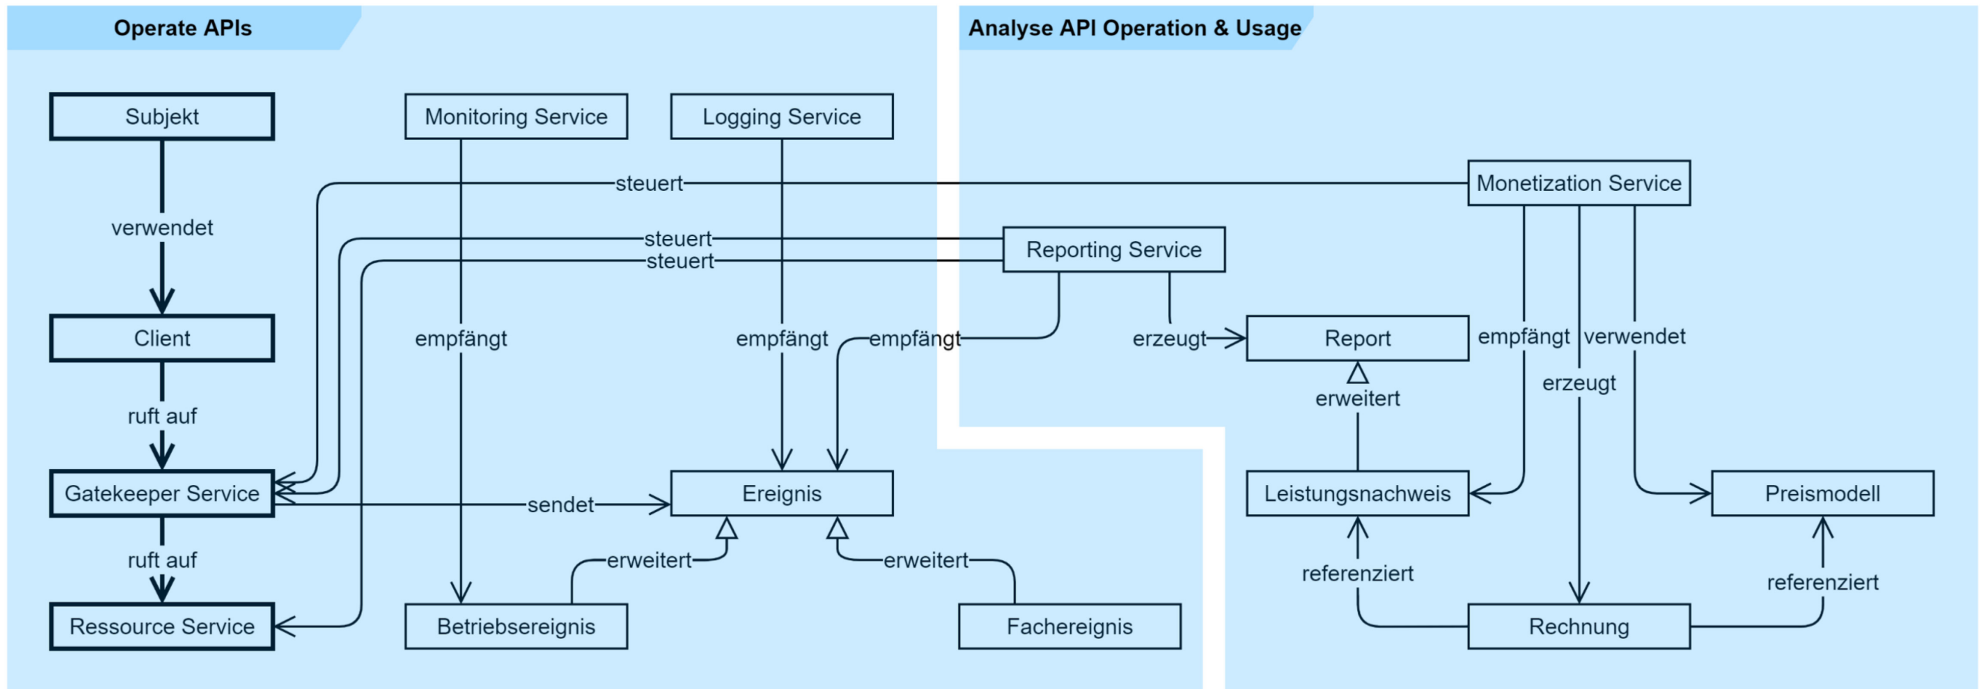 Operate APIs
Analyse API Operation & Usage
Subjekt
Monitoring Service
Logging Service
steuert
Monetization Service
verwendet
steuert
steuert
Reporting Service
Client
empfängt
empfängt
empfängt
erzeugt
Report
empfängt
verwendet
erzeugt
erweitert
ruft auf
Gatekeeper Service
sendet
Ereignis
Leistungsnachweis
Preismodell
ruft auf
erweitert
erweitert
referenziert
referenziert
Ressource Service
Betriebsereignis
Fachereignis
Rechnung